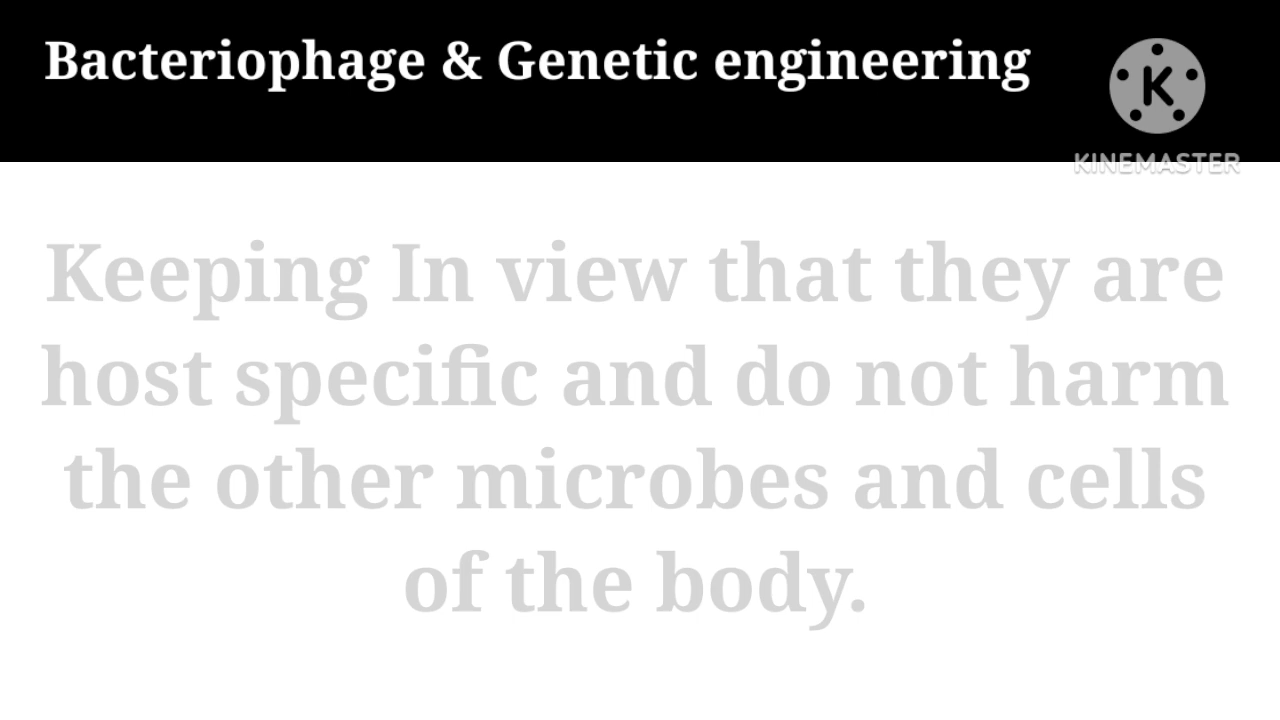 Bacteriophage & Genetic engineering
K
KINEMASTER
Keeping In view that they are
host specific and do not harm
the other microbes and cells
of the body.